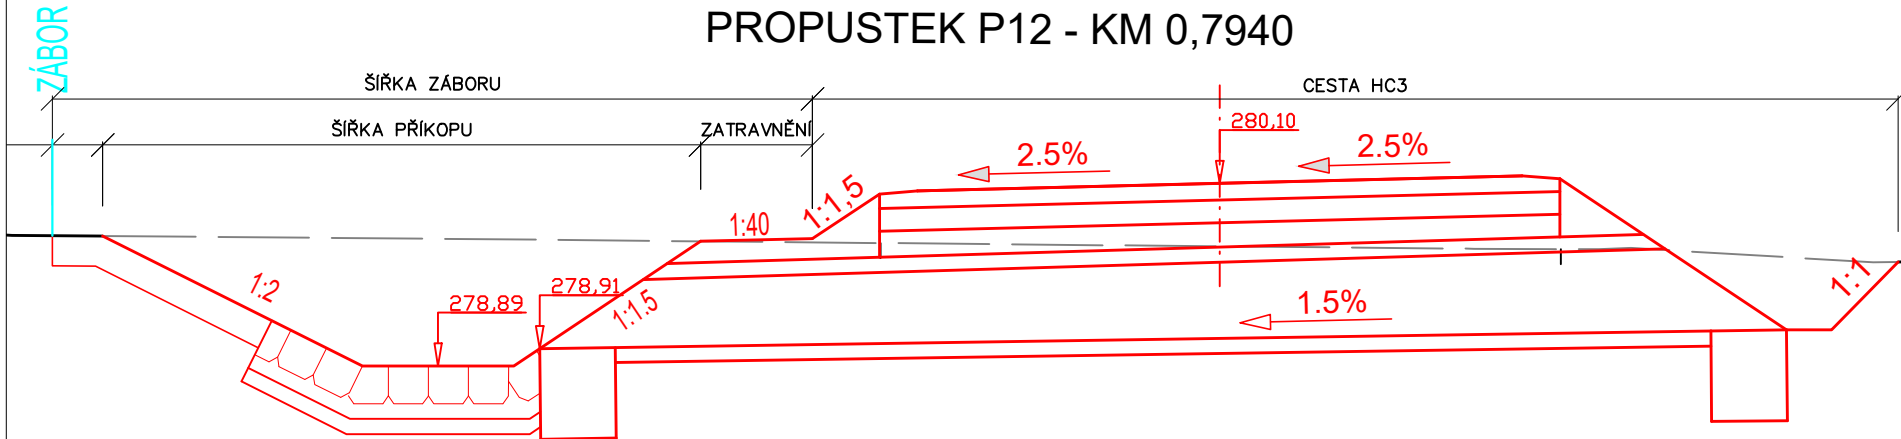 PROPUSTEK P12 - KM 0,7940
ZÁBOR
ŠÍŘKA ZÁBORU
CESTA HC3
ŠÍŘKA PŘÍKOPU
ZATRAVNĚNÍ
280,10
2.5%
2.5%
1:1,5
1:40
1:2
278,89
278,91
1:1.5
1.5%
1:1